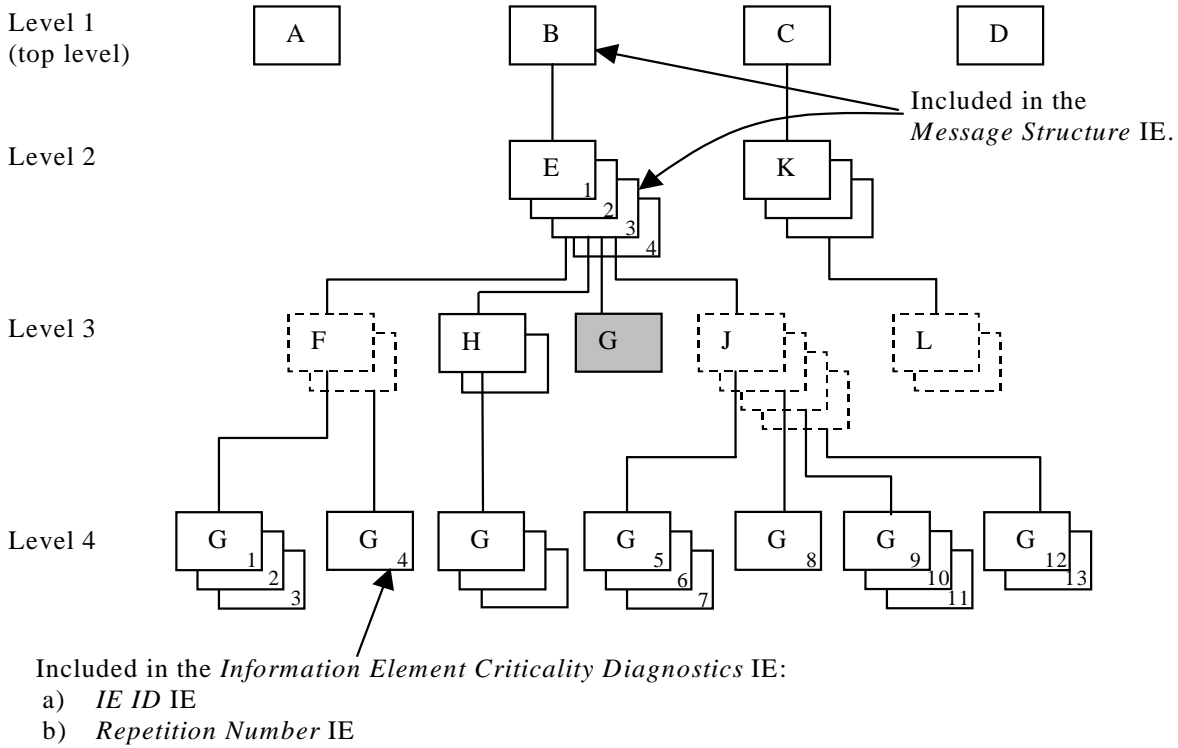 Level 1
(top level)
A
B
C
D
Included in the
Message Structure IE.
Level 2
E
1
2
3
4
K
Level 3
F
H
G
J
L
Level 4
G
1
2
3
G
4
G
G
5
6
7
G
8
G
9
10
11
G
12
13
Included in the Information Element Criticality Diagnostics IE:
a) IE ID IE
b) Repetition Number IE